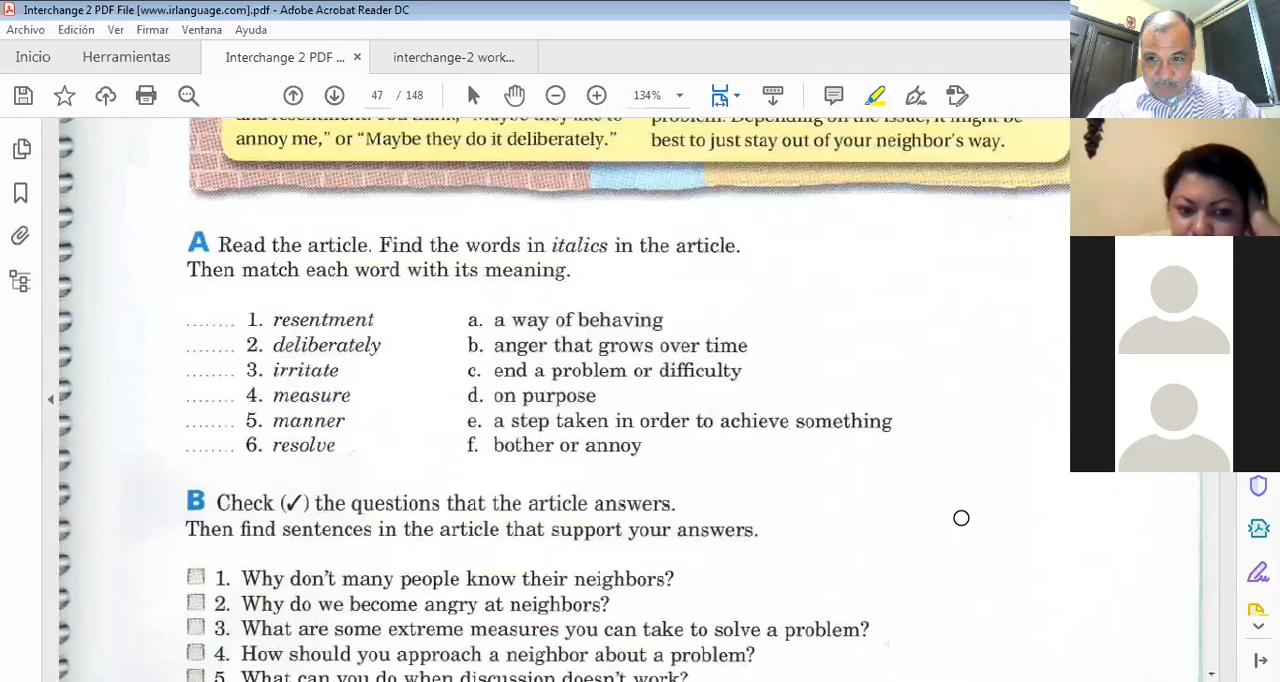 Interchange 2 PDF File [www.irlanguage.com].pdf - Adobe Acrobat Reader DC
Archivo Edición Ver Firmar Ventana Ayuda
Inicio Herramientas Interchange 2 PDF ... × interchange-2 work...
47 / 148 134%
annoy me,” or “Maybe they do it deliberately.”
problem. Depending on the issue, it might be
best to just stay out of your neighbor's way.
A Read the article. Find the words in italics in the article.
Then match each word with its meaning.
........ 1. resentment a. a way of behaving
........ 2. deliberately b. anger that grows over time
........ 3. irritate c. end a problem or difficulty
........ 4. measure d. on purpose
........ 5. manner e. a step taken in order to achieve something
........ 6. resolve f. bother or annoy
B Check (✓) the questions that the article answers.
Then find sentences in the article that support your answers.
1. Why don't many people know their neighbors?
2. Why do we become angry at neighbors?
3. What are some extreme measures you can take to solve a problem?
4. How should you approach a neighbor about a problem?
5. What can you do when discussion doesn't work?